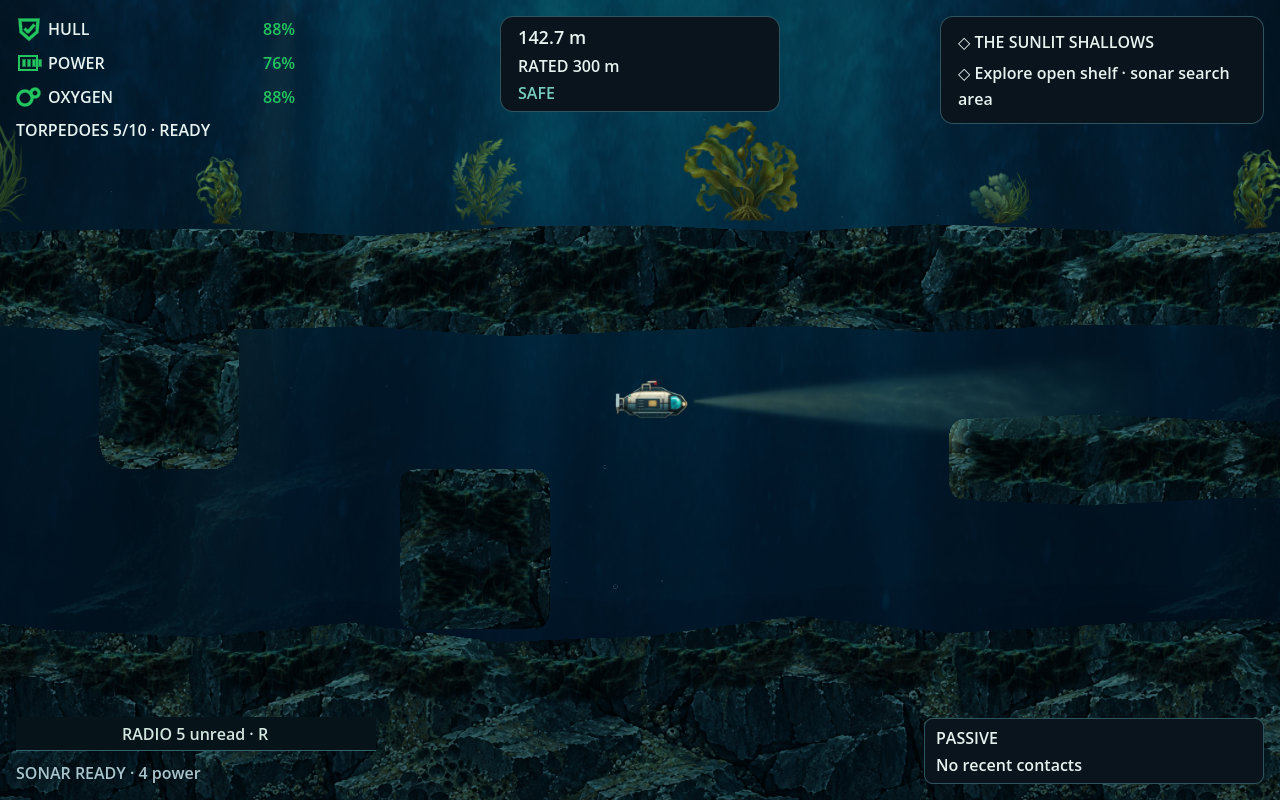 HULL 88%
POWER 76%
OXYGEN 88%
TORPEDOES 5/10 · READY
142.7 m
RATED 300 m
SAFE
◇ THE SUNLIT SHALLOWS
◇ Explore open shelf · sonar search
area
RADIO 5 unread · R
SONAR READY · 4 power
PASSIVE
No recent contacts